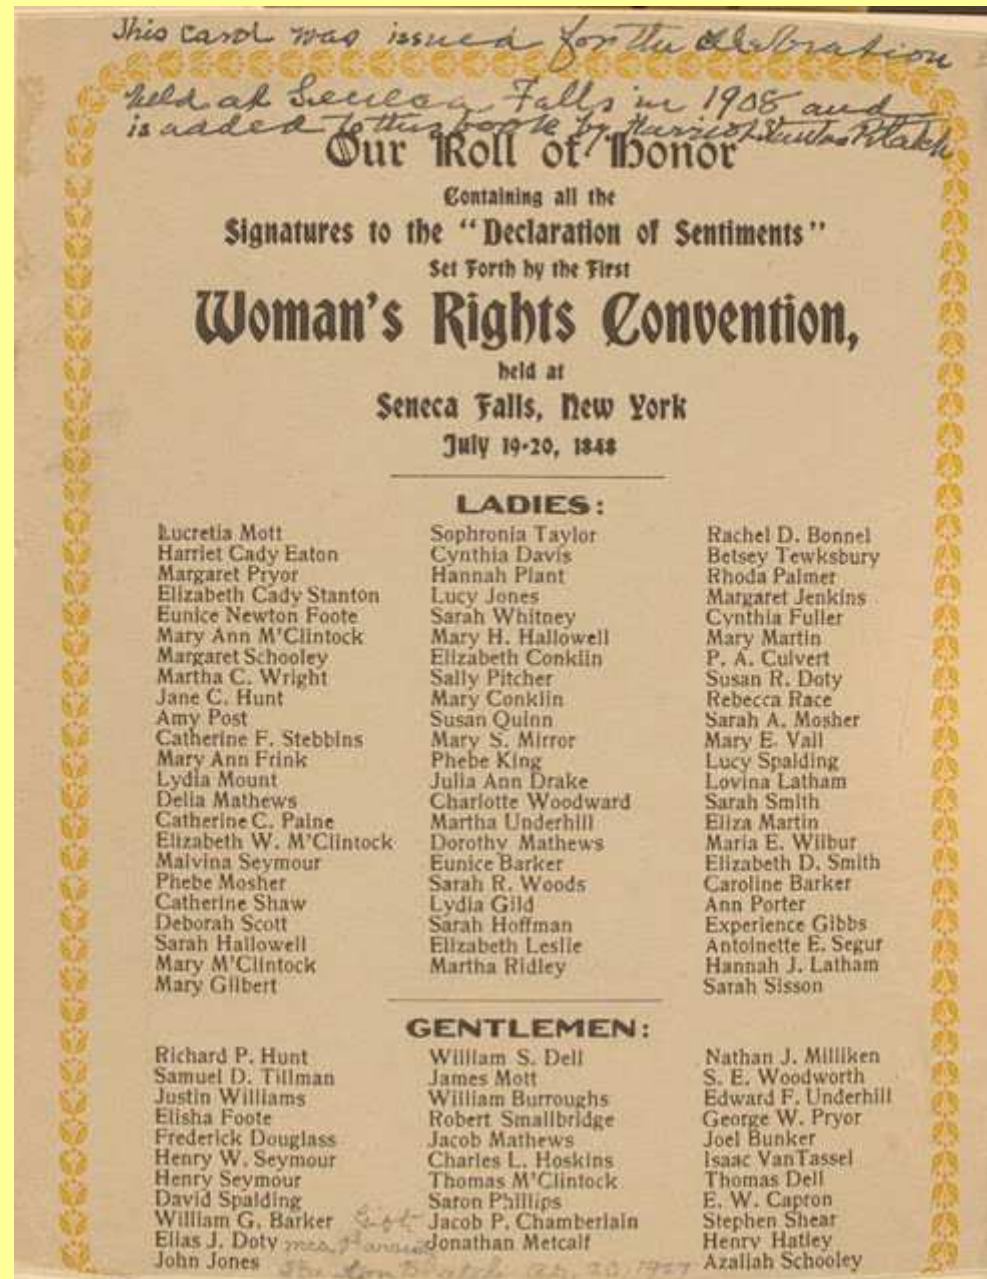 This card was issued for the celebration
held at Seneca Falls in 1908 and
is added to this book by Harriot Stanton Blatch
Our Roll of Honor
Containing all the
Signatures to the "Declaration of Sentiments"
Set Forth by the First
Woman's Rights Convention,
held at
Seneca Falls, New York
July 19-20, 1848
LADIES:
Lucretia Mott
Harriet Cady Eaton
Margaret Pryor
Elizabeth Cady Stanton
Eunice Newton Foote
Mary Ann M'Clintock
Margaret Schooley
Martha C. Wright
Jane C. Hunt
Amy Post
Catherine F. Stebbins
Mary Ann Frink
Lydia Mount
Delia Mathews
Catherine C. Paine
Elizabeth W. M'Clintock
Malvina Seymour
Phebe Mosher
Catherine Shaw
Deborah Scott
Sarah Hallowell
Mary M'Clintock
Mary Gilbert
Sophronia Taylor
Cynthia Davis
Hannah Plant
Lucy Jones
Sarah Whitney
Mary H. Hallowell
Elizabeth Conklin
Sally Pitcher
Mary Conklin
Susan Quinn
Mary S. Mirror
Phebe King
Julia Ann Drake
Charlotte Woodward
Martha Underhill
Dorothy Mathews
Eunice Barker
Sarah R. Woods
Lydia Gild
Sarah Hoffman
Elizabeth Leslie
Martha Ridley
Rachel D. Bonnel
Betsey Tewksbury
Rhoda Palmer
Margaret Jenkins
Cynthia Fuller
Mary Martin
P. A. Culvert
Susan R. Doty
Rebecca Race
Sarah A. Mosher
Mary E. Vail
Lucy Spalding
Lovina Latham
Sarah Smith
Eliza Martin
Maria E. Wilbur
Elizabeth D. Smith
Caroline Barker
Ann Porter
Experience Gibbs
Antoinette E. Segur
Hannah J. Latham
Sarah Sisson
GENTLEMEN:
Richard P. Hunt
Samuel D. Tillman
Justin Williams
Elisha Foote
Frederick Douglass
Henry W. Seymour
Henry Seymour
David Spalding
William G. Barker
Elias J. Doty
John Jones
William S. Dell
James Mott
William Burroughs
Robert Smallbridge
Jacob Mathews
Charles L. Hoskins
Thomas M'Clintock
Saron Phillips
Jacob P. Chamberlain
Jonathan Metcalf
Nathan J. Milliken
S. E. Woodworth
Edward F. Underhill
George W. Pryor
Joel Bunker
Isaac VanTassel
Thomas Dell
E. W. Capron
Stephen Shear
Henry Hatley
Azaliah Schooley
Gift
Mrs. Harriot
Stanton Blatch